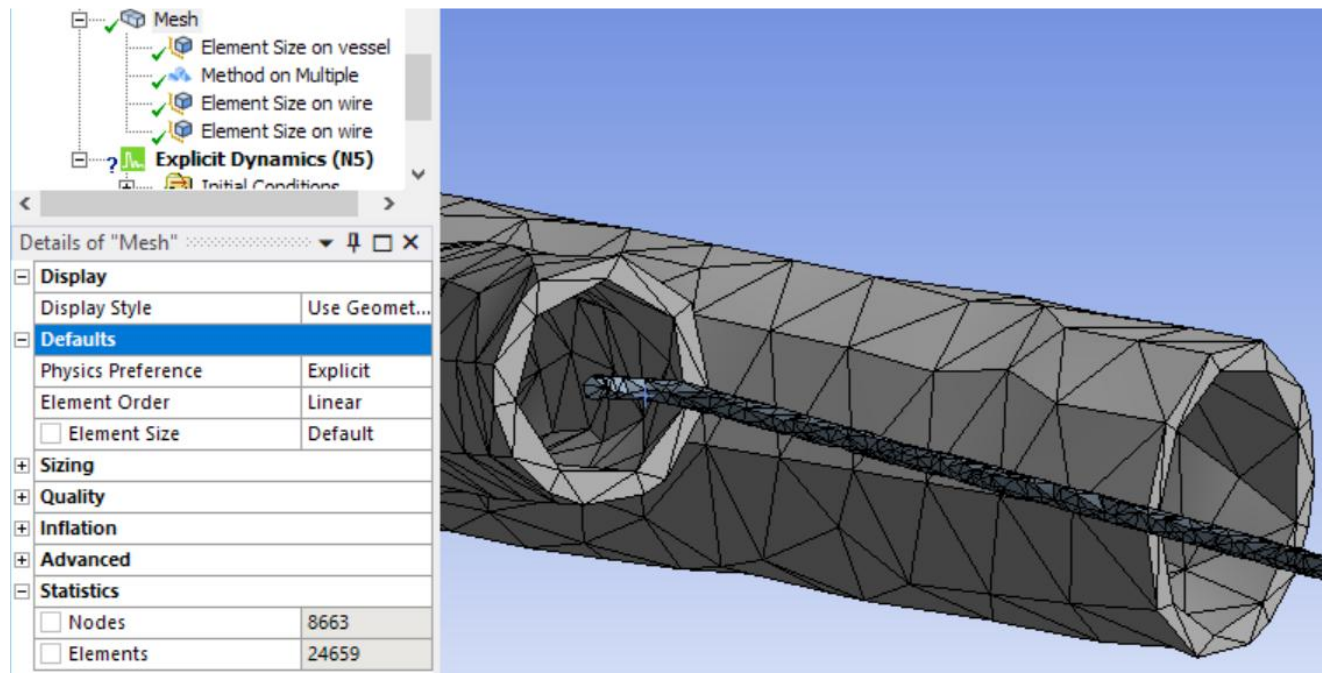 Mesh
Element Size on vessel
Method on Multiple
Element Size on wire
Element Size on wire
Explicit Dynamics (N5)
Initial Conditions
Details of "Mesh"
Display
Display Style Use Geomet...
Defaults
Physics Preference Explicit
Element Order Linear
Element Size Default
Sizing
Quality
Inflation
Advanced
Statistics
Nodes 8663
Elements 24659